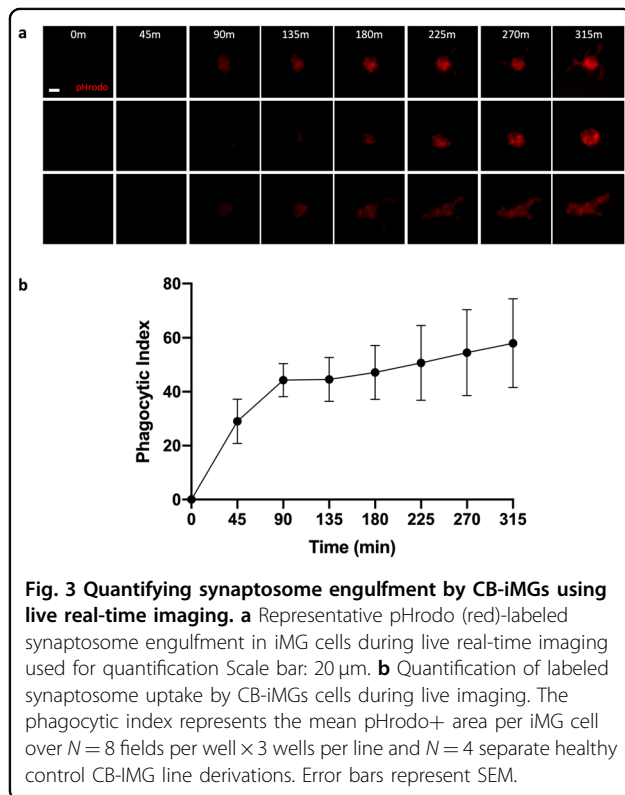 a
0m 45m 90m 135m 180m 225m 270m 315m
pHrodo
b
80
60
40
20
0
Phagocytic Index
0 45 90 135 180 225 270 315
Time (min)
Fig. 3 Quantifying synaptosome engulfment by CB-iMGs using
live real-time imaging. a Representative pHrodo (red)-labeled
synaptosome engulfment in iMG cells during live real-time imaging
used for quantification Scale bar: 20 μm. b Quantification of labeled
synaptosome uptake by CB-iMGs cells during live imaging. The
phagocytic index represents the mean pHrodo+ area per iMG cell
over N = 8 fields per well × 3 wells per line and N = 4 separate healthy
control CB-IMG line derivations. Error bars represent SEM.